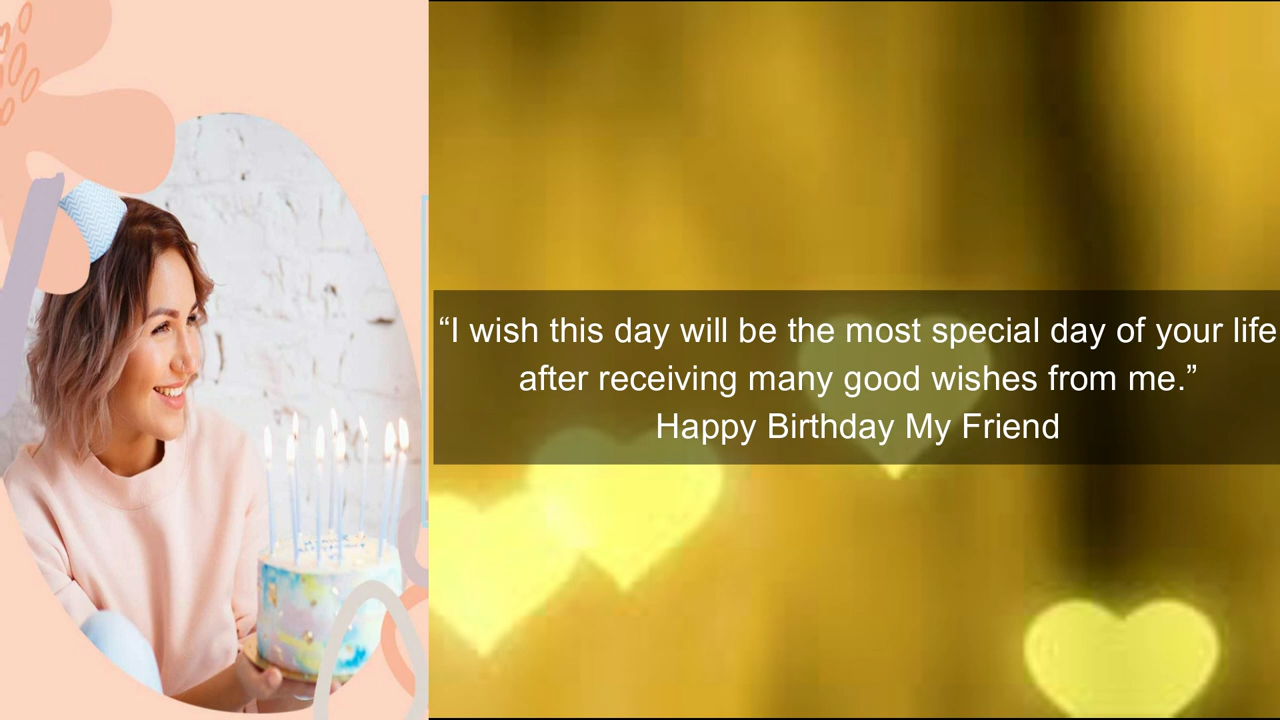 “I wish this day will be the most special day of your life
after receiving many good wishes from me.”
Happy Birthday My Friend